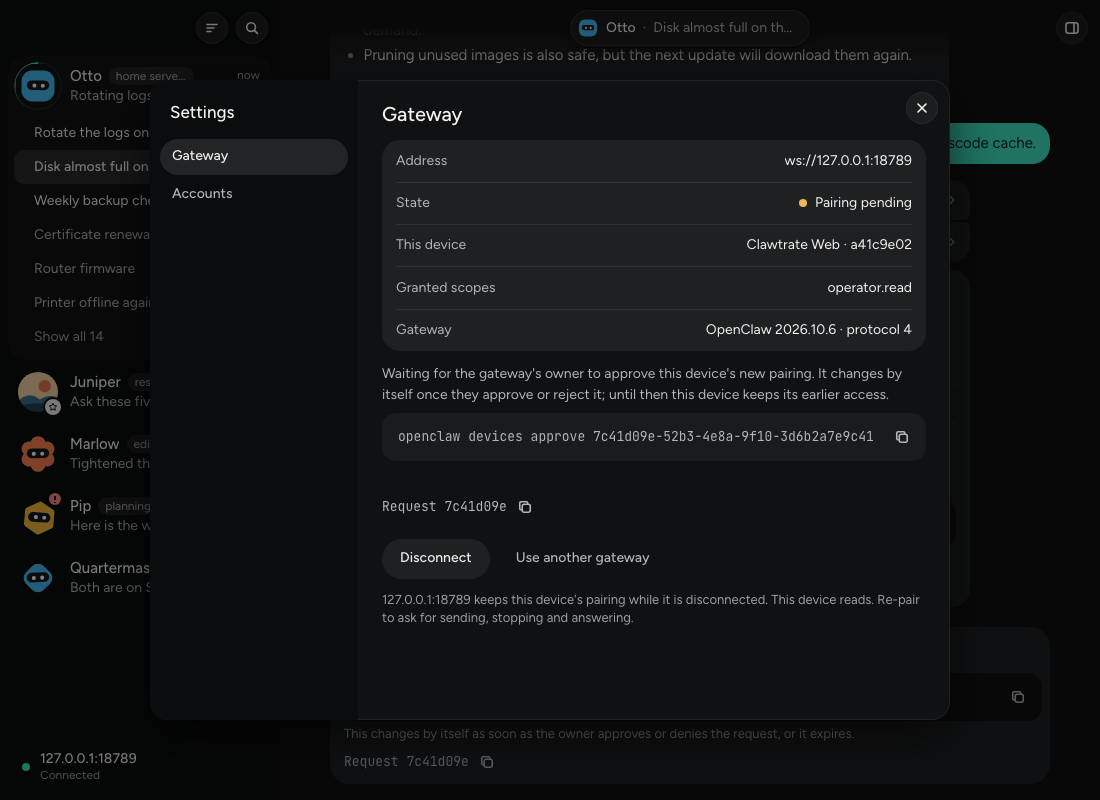 demand.
Otto · Disk almost full on th...
Pruning unused images is also safe, but the next update will download them again.
Otto home serve... now
Rotating logs
Rotate the logs on
Disk almost full on
Weekly backup
Certificate
Router firmware
Printer offline
Show all 14
Juniper
Ask these
Marlow
Tightened
Pip planning
Here is the
Both are on
127.0.0.1:18789
Connected
scode cache.
Settings
Gateway
Accounts
Gateway
Address ws://127.0.0.1:18789
State Pairing pending
This device Clawtrate Web · a41c9e02
Granted scopes operator.read
Gateway OpenClaw 2026.10.6 · protocol 4
Waiting for the gateway's owner to approve this device's new pairing. It changes by
itself once they approve or reject it; until then this device keeps its earlier access.
openclaw devices approve 7c41d09e-52b3-4e8a-9f10-3d6b2a7e9c41
Request 7c41d09e
Disconnect Use another gateway
127.0.0.1:18789 keeps this device's pairing while it is disconnected. This device reads. Re-pair
to ask for sending, stopping and answering.
This changes by itself as soon as the owner approves or denies the request, or it expires.
Request 7c41d09e